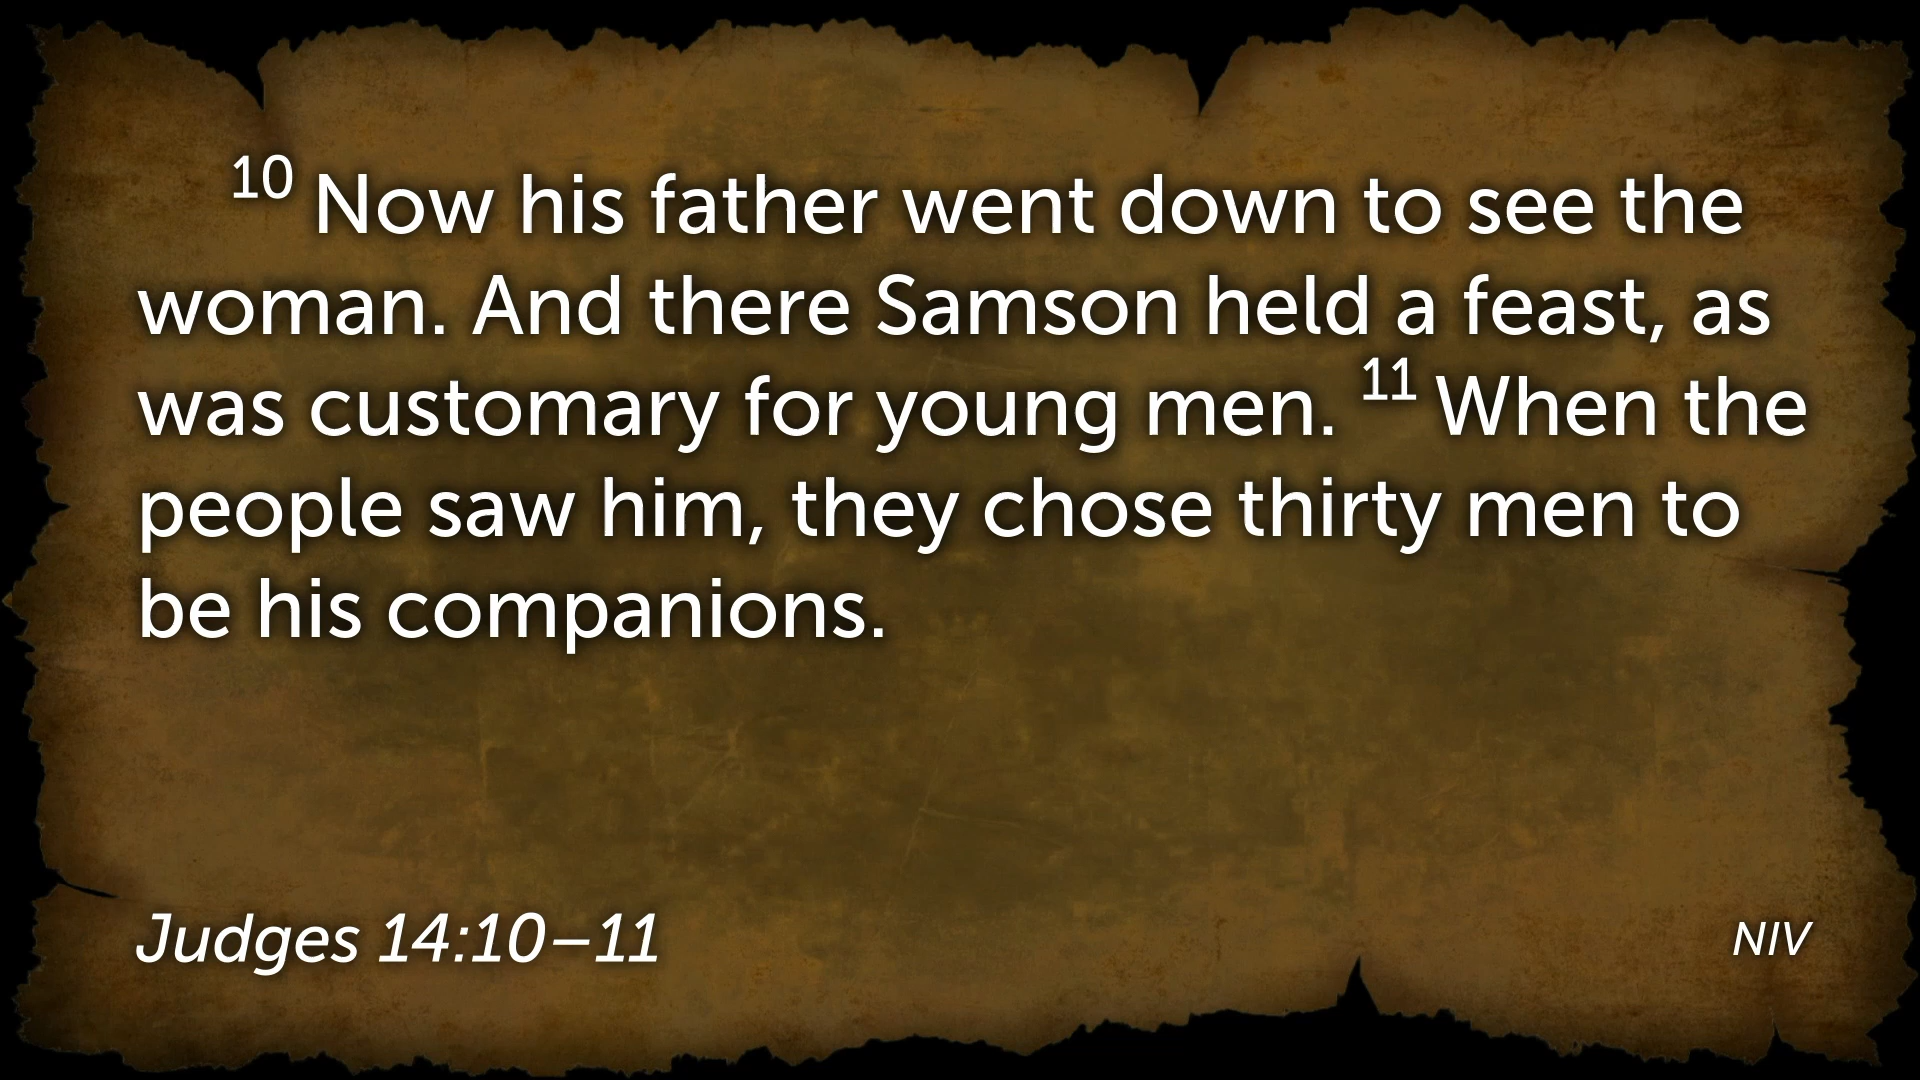 10 Now his father went down to see the
woman. And there Samson held a feast, as
was customary for young men. 11 When the
people saw him, they chose thirty men to
be his companions.
Judges 14:10–11
NIV